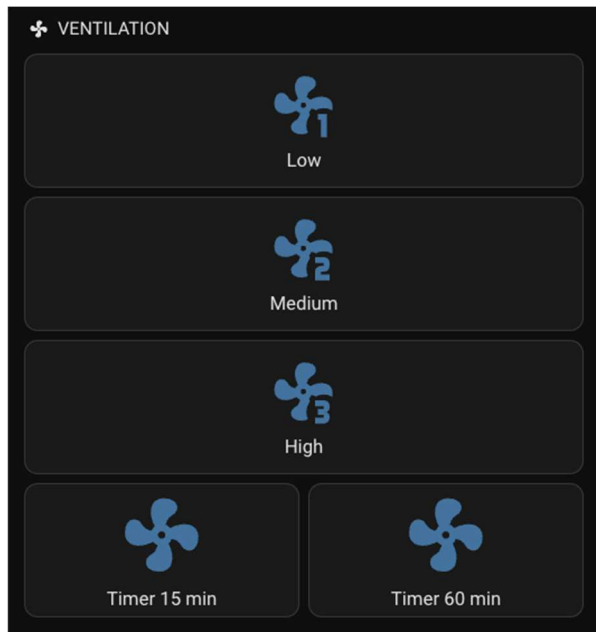 VENTILATION
1
Low
2
Medium
3
High
Timer 15 min
Timer 60 min